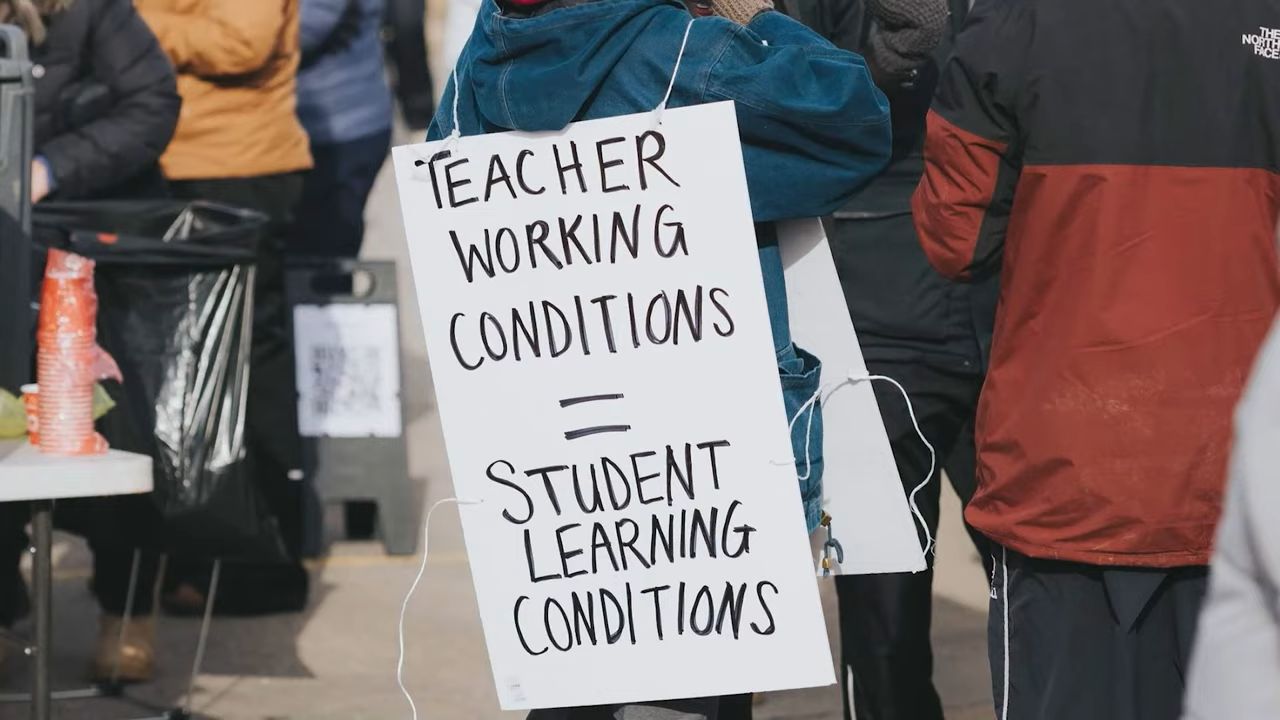 TEACHER
WORKING
CONDITIONS
=
STUDENT
LEARNING
CONDITIONS
THE
NORTH
FACE